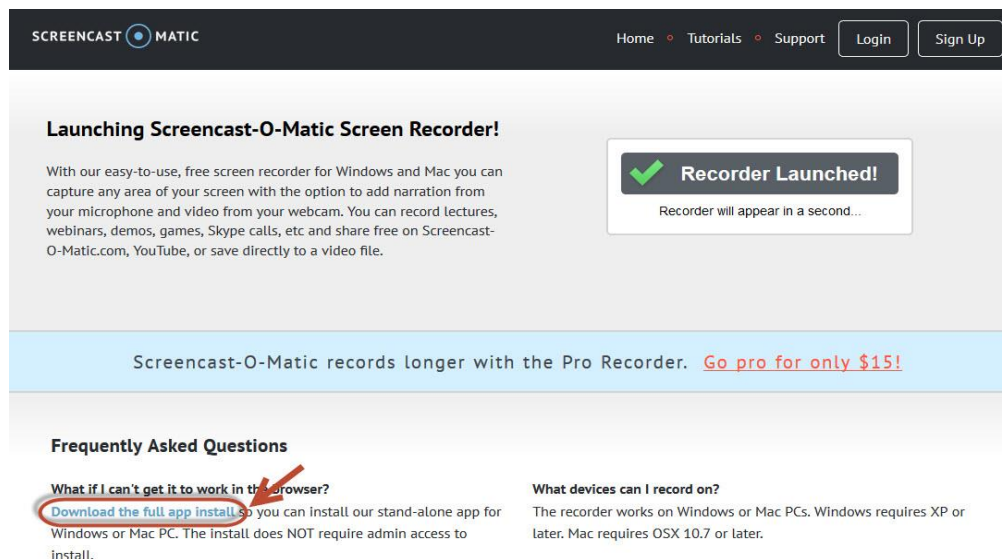 SCREENCAST MATIC
Home Tutorials Support Login Sign Up
Launching Screencast-O-Matic Screen Recorder!
With our easy-to-use, free screen recorder for Windows and Mac you can
capture any area of your screen with the option to add narration from
your microphone and video from your webcam. You can record lectures,
webinars, demos, games, Skype calls, etc and share free on Screencast-
O-Matic.com, YouTube, or save directly to a video file.
Recorder Launched!
Recorder will appear in a second...
Screencast-O-Matic records longer with the Pro Recorder. Go pro for only $15!
Frequently Asked Questions
What if I can't get it to work in the browser?
Download the full app install so you can install our stand-alone app for
Windows or Mac PC. The install does NOT require admin access to
install.
What devices can I record on?
The recorder works on Windows or Mac PCs. Windows requires XP or
later. Mac requires OSX 10.7 or later.